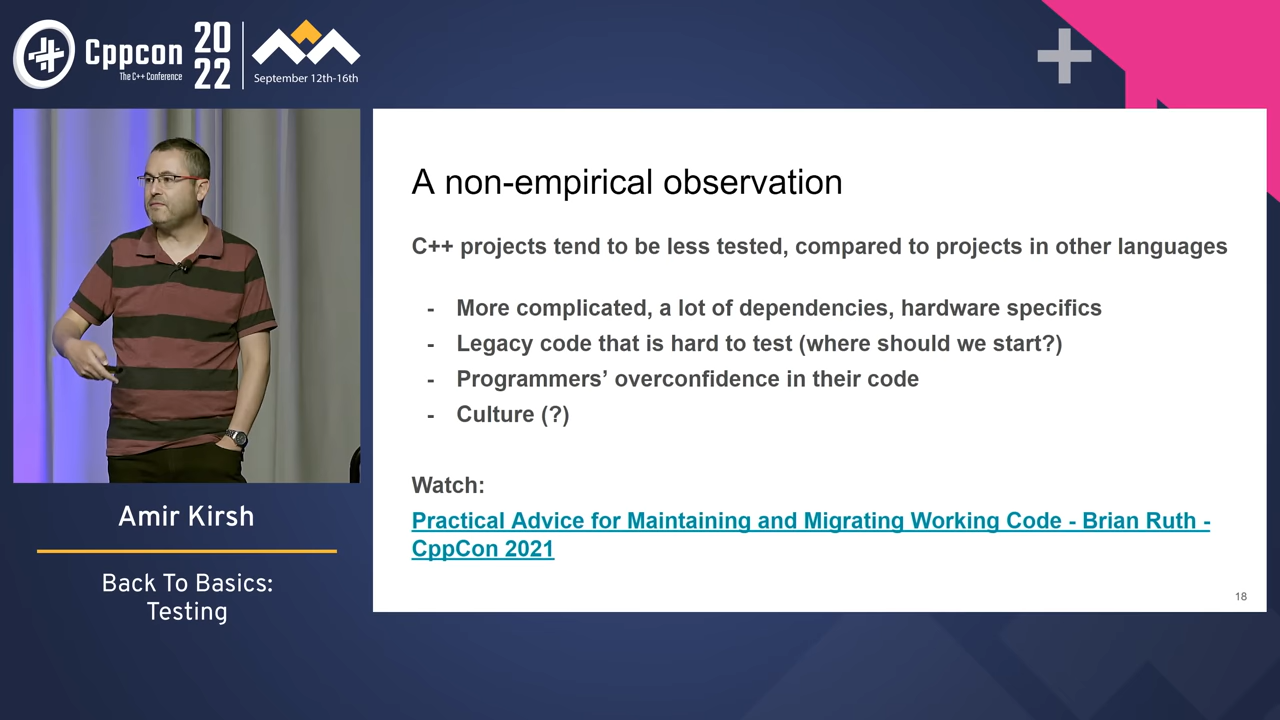 Cppcon
The C++ Conference
20
22
September 12th-16th
A non-empirical observation
C++ projects tend to be less tested, compared to projects in other languages
- More complicated, a lot of dependencies, hardware specifics
- Legacy code that is hard to test (where should we start?)
- Programmers’ overconfidence in their code
- Culture (?)
Watch:
Practical Advice for Maintaining and Migrating Working Code - Brian Ruth -
CppCon 2021
18
Amir Kirsh
Back To Basics:
Testing